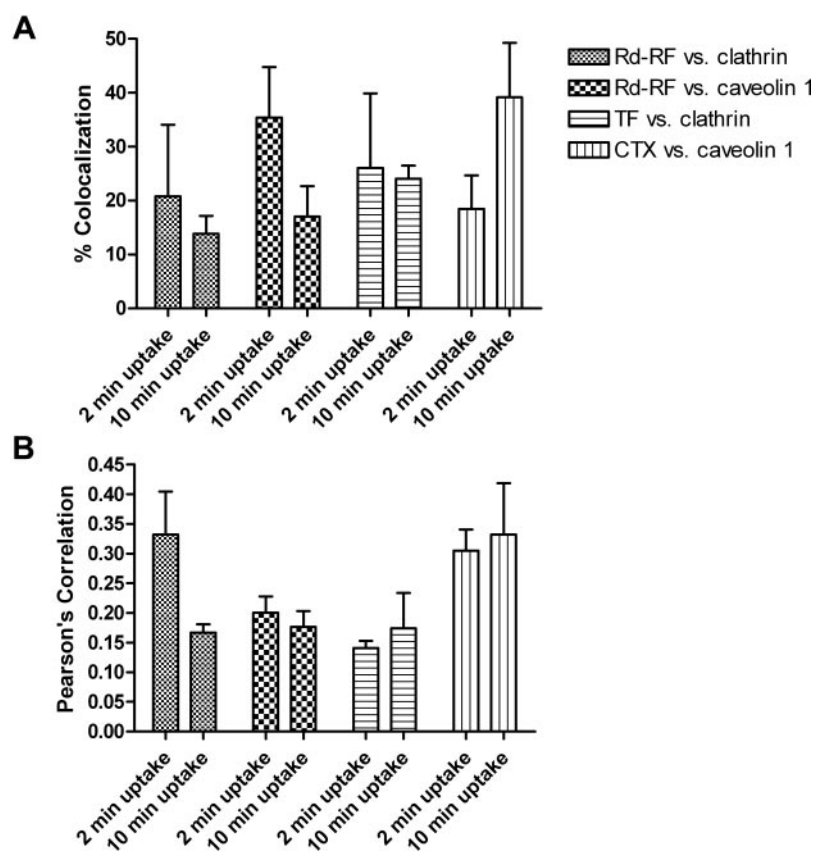 A
% Colocalization
50
40
30
20
10
0
2 min uptake
10 min uptake
2 min uptake
10 min uptake
2 min uptake
10 min uptake
2 min uptake
10 min uptake
Rd-RF vs. clathrin
Rd-RF vs. caveolin 1
TF vs. clathrin
CTX vs. caveolin 1
B
Pearson's Correlation
0.45
0.40
0.35
0.30
0.25
0.20
0.15
0.10
0.05
0.00
2 min uptake
10 min uptake
2 min uptake
10 min uptake
2 min uptake
10 min uptake
2 min uptake
10 min uptake